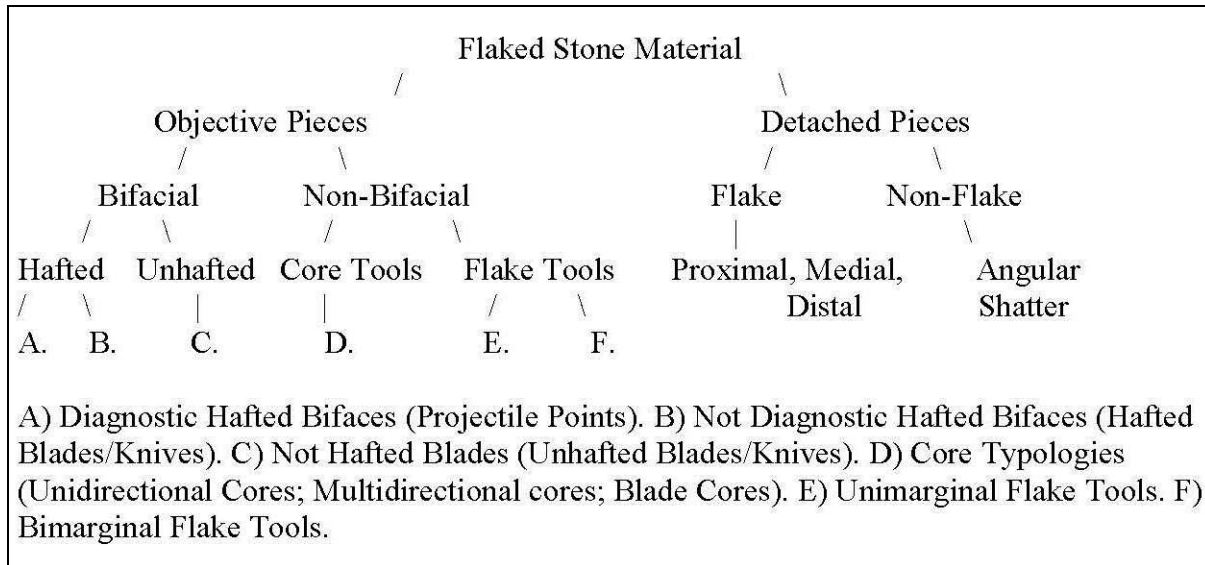 Flaked Stone Material
Objective Pieces Detached Pieces
Bifacial Non-Bifacial Flake Non-Flake
Hafted Unhafted Core Tools Flake Tools Proximal, Medial, Angular
Distal Shatter
A. B. C. D. E. F.
A) Diagnostic Hafted Bifaces (Projectile Points). B) Not Diagnostic Hafted Bifaces (Hafted
Blades/Knives). C) Not Hafted Blades (Unhafted Blades/Knives). D) Core Typologies
(Unidirectional Cores; Multidirectional cores; Blade Cores). E) Unimarginal Flake Tools. F)
Bimarginal Flake Tools.